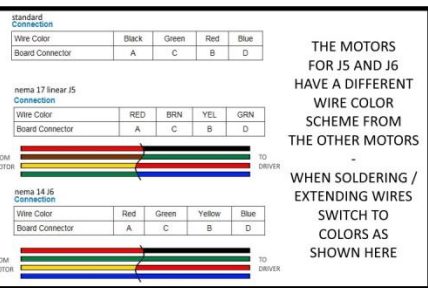 standard
Connection
Wire Color Black Green Red Blue
Board Connector A C B D
nema 17 linear J5
Connection
Wire Color RED BRN YEL GRN
Board Connector A C B D
TO
DRIVER
nema 14 J6
Connection
Wire Color Red Green Yellow Blue
Board Connector A C B D
TO
DRIVER
THE MOTORS
FOR J5 AND J6
HAVE A DIFFERENT
WIRE COLOR
SCHEME FROM
THE OTHER MOTORS
-
WHEN SOLDERING /
EXTENDING WIRES
SWITCH TO
COLORS AS
SHOWN HERE